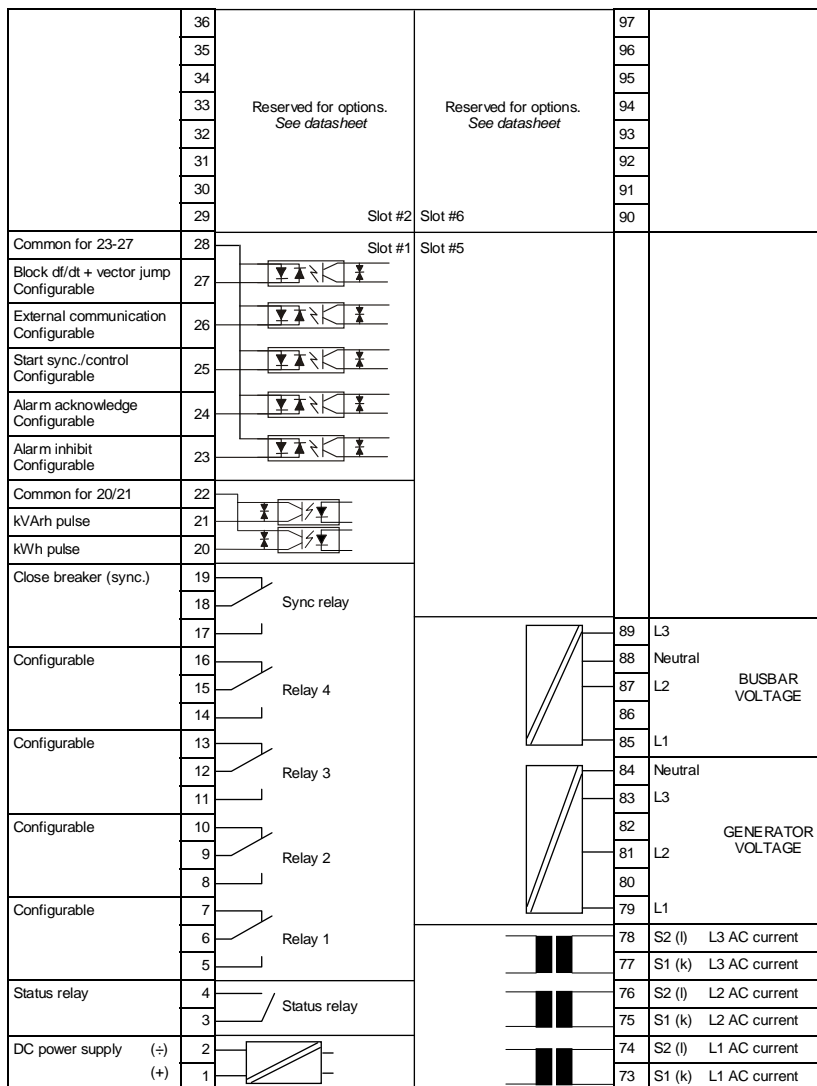 36
97
35
96
34
95
33 Reserved for options. Reserved for options. 94
See datasheet See datasheet
32
93
31
92
30
91
29 Slot #2 Slot #6 90
Common for 23-27 28 Slot #1 Slot #5
Block df/dt + vector jump
Configurable
27
External communication
Configurable
26
Start sync./control
Configurable
25
Alarm acknowledge
Configurable
24
Alarm inhibit
Configurable
23
Common for 20/21 22
kVArh pulse 21
kWh pulse 20
Close breaker (sync.) 19
18 Sync relay
17
89 L3
Configurable 16
88 Neutral
15 Relay 4
87 L2 BUSBAR
VOLTAGE
14
86
85 L1
Configurable 13
12 Relay 3
11
84 Neutral
83 L3
Configurable 10
82
9 Relay 2
81 L2 GENERATOR
VOLTAGE
8
80
Configurable 7
79 L1
6 Relay 1
78 S2 (l) L3 AC current
5
77 S1 (k) L3 AC current
Status relay 4
3 Status relay
76 S2 (l) L2 AC current
75 S1 (k) L2 AC current
DC power supply (÷) 2
74 S2 (l) L1 AC current
(+) 1
73 S1 (k) L1 AC current